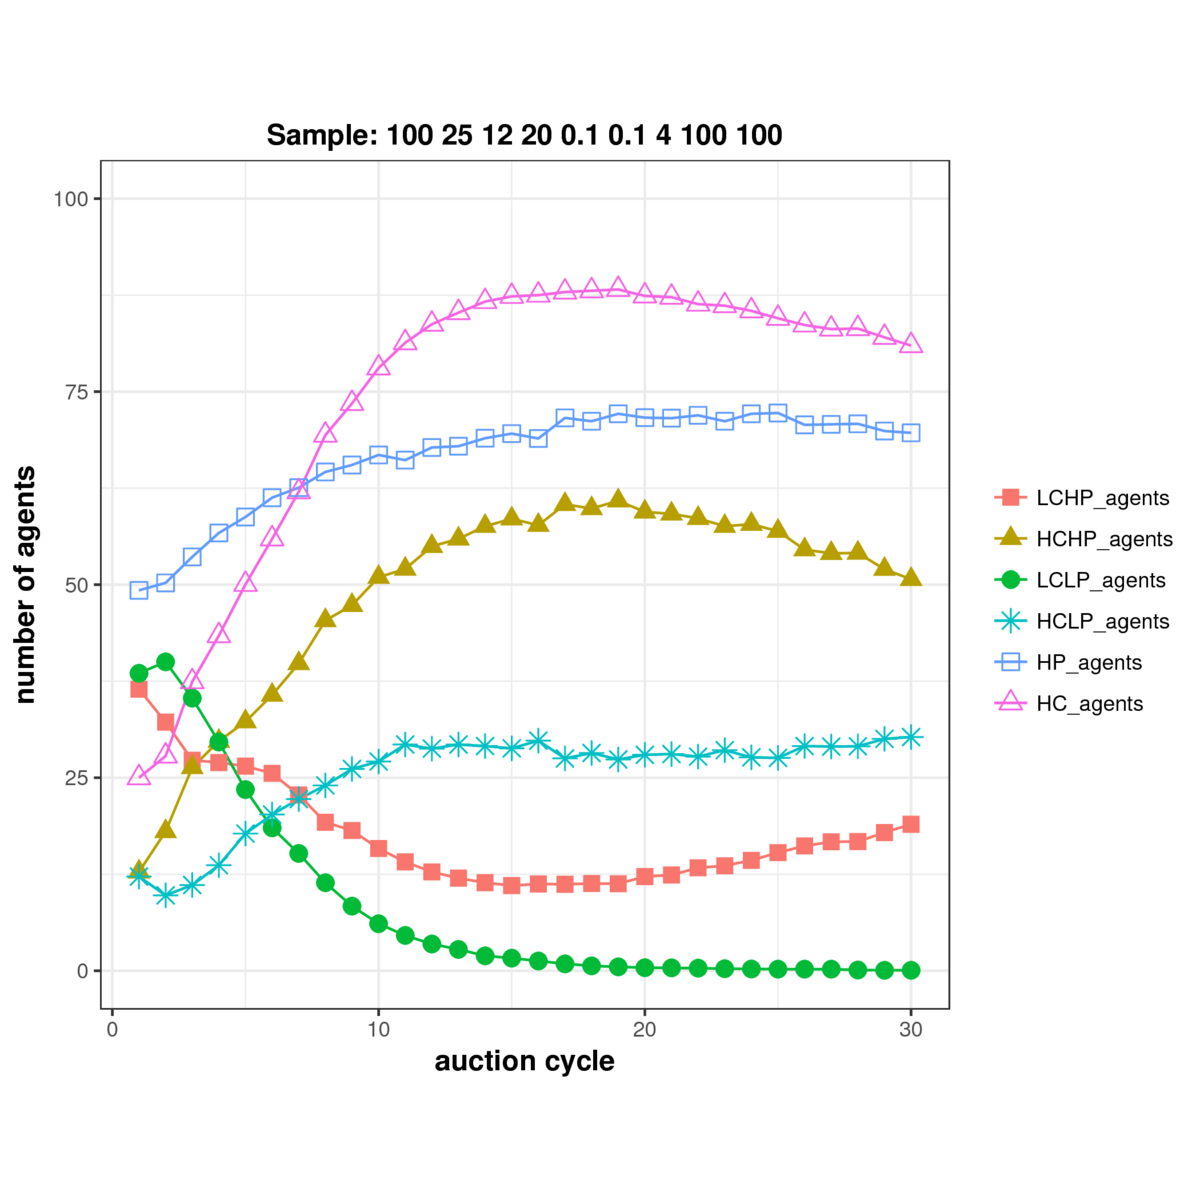 Sample: 100 25 12 20 0.1 0.1 4 100 100
100
75
50
25
0
number of agents
0 10 20 30
auction cycle
LCHP_agents
HCHP_agents
LCLP_agents
HCLP_agents
HP_agents
HC_agents